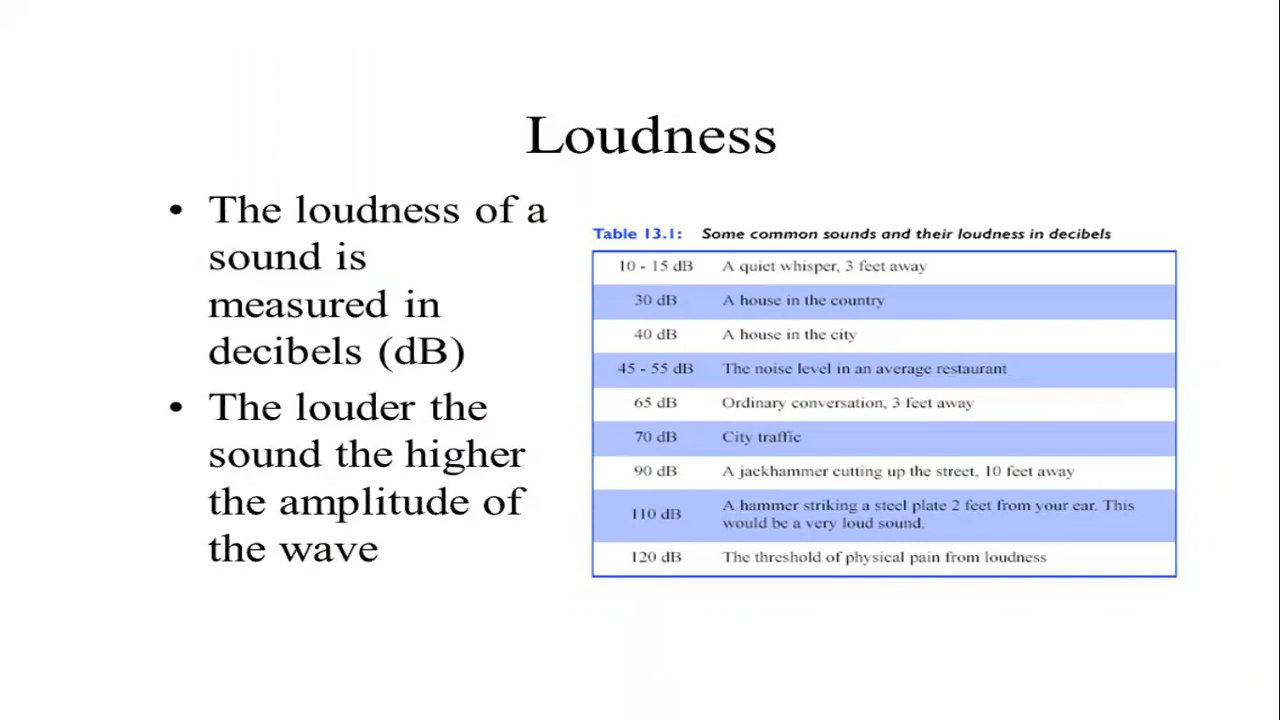 Loudness
• The loudness of a
sound is
measured in
decibels (dB)
• The louder the
sound the higher
the amplitude of
the wave
Table 13.1: Some common sounds and their loudness in decibels
10 - 15 dB A quiet whisper, 3 feet away
30 dB A house in the country
40 dB A house in the city
45 - 55 dB The noise level in an average restaurant
65 dB Ordinary conversation, 3 feet away
70 dB City traffic
90 dB A jackhammer cutting up the street, 10 feet away
110 dB A hammer striking a steel plate 2 feet from your ear. This
would be a very loud sound.
120 dB The threshold of physical pain from loudness